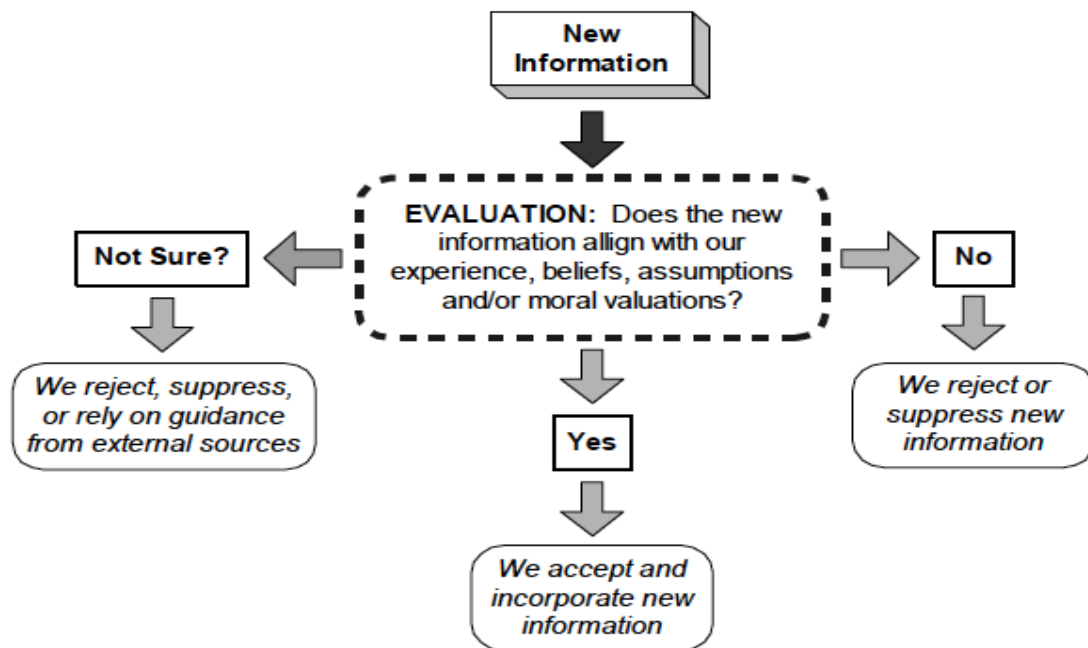 New
Information
EVALUATION: Does the new
information allign with our
experience, beliefs, assumptions
and/or moral valuations?
Not Sure?
No
We reject, suppress,
or rely on guidance
from external sources
Yes
We reject or
suppress new
information
We accept and
incorporate new
information